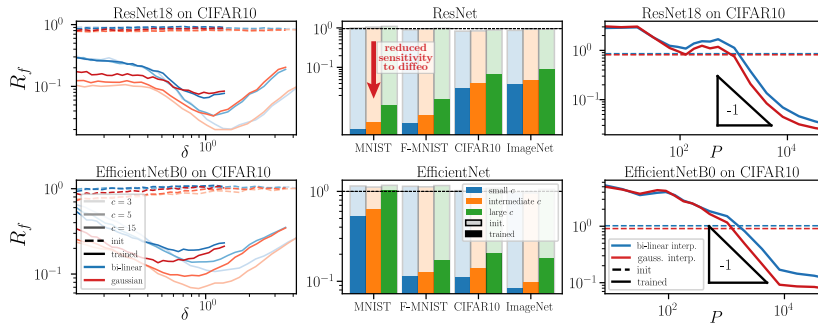 ResNet18 on CIFAR10
ResNet
ResNet18 on CIFAR10
R_f
10^0
10^{-1}
10^0
δ
10^0
10^{-1}
reduced
sensitivity
to diffeo
MNIST
F-MNIST
CIFAR10
ImageNet
10^1
10^0
10^{-1}
-1
10^2
10^4
P
EfficientNetB0 on CIFAR10
EfficientNet
EfficientNetB0 on CIFAR10
R_f
10^0
10^{-1}
c = 3
c = 5
c = 15
init
trained
bi-linear
gaussian
10^0
δ
10^0
10^{-1}
small c
intermediate c
large c
init.
trained
MNIST
F-MNIST
CIFAR10
ImageNet
10^1
10^0
10^{-1}
bi-linear interp.
gauss. interp.
init
trained
-1
10^2
10^4
P